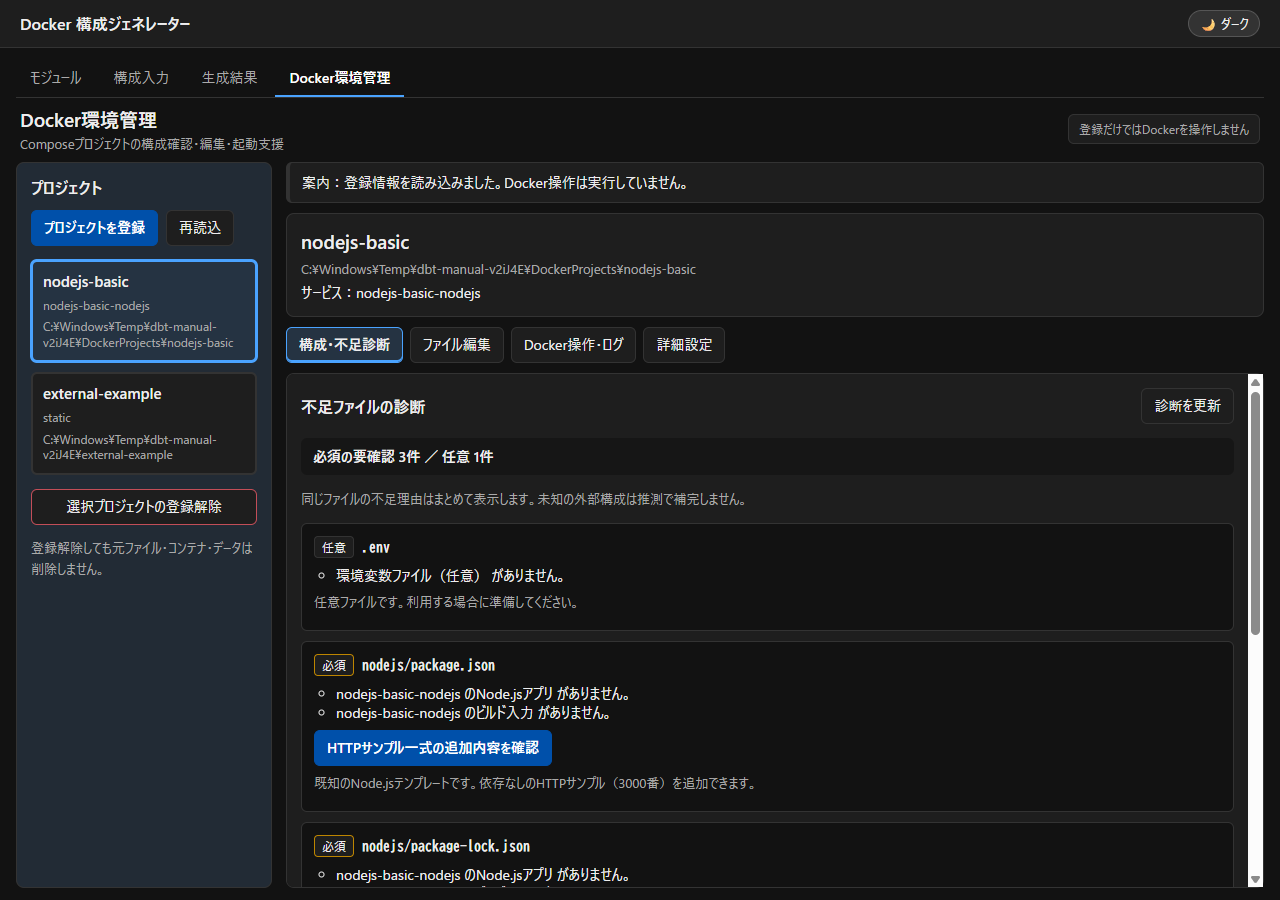 Docker 構成ジェネレーター
🌙 ダーク
モジュール 構成入力 生成結果 Docker環境管理
Docker環境管理
Composeプロジェクトの構成確認・編集・起動支援
登録だけではDockerを操作しません
プロジェクト
プロジェクトを登録 再読込
nodejs-basic
nodejs-basic-nodejs
C:¥Windows¥Temp¥dbt-manual-
v2iJ4E¥DockerProjects¥nodejs-basic
external-example
static
C:¥Windows¥Temp¥dbt-manual-
v2iJ4E¥external-example
選択プロジェクトの登録解除
登録解除しても元ファイル・コンテナ・データは
削除しません。
案内：登録情報を読み込みました。Docker操作は実行していません。
nodejs-basic
C:¥Windows¥Temp¥dbt-manual-v2iJ4E¥DockerProjects¥nodejs-basic
サービス：nodejs-basic-nodejs
構成・不足診断 ファイル編集 Docker操作・ログ 詳細設定
不足ファイルの診断
診断を更新
必須の要確認 3件 ／ 任意 1件
同じファイルの不足理由はまとめて表示します。未知の外部構成は推測で補完しません。
任意 .env
環境変数ファイル（任意） がありません。
任意ファイルです。利用する場合に準備してください。
必須 nodejs/package.json
nodejs-basic-nodejs のNode.jsアプリ がありません。
nodejs-basic-nodejs のビルド入力 がありません。
HTTPサンプル一式の追加内容を確認
既知のNode.jsテンプレートです。依存なしのHTTPサンプル（3000番）を追加できます。
必須 nodejs/package-lock.json
nodejs-basic-nodejs のNode.jsアプリ がありません。